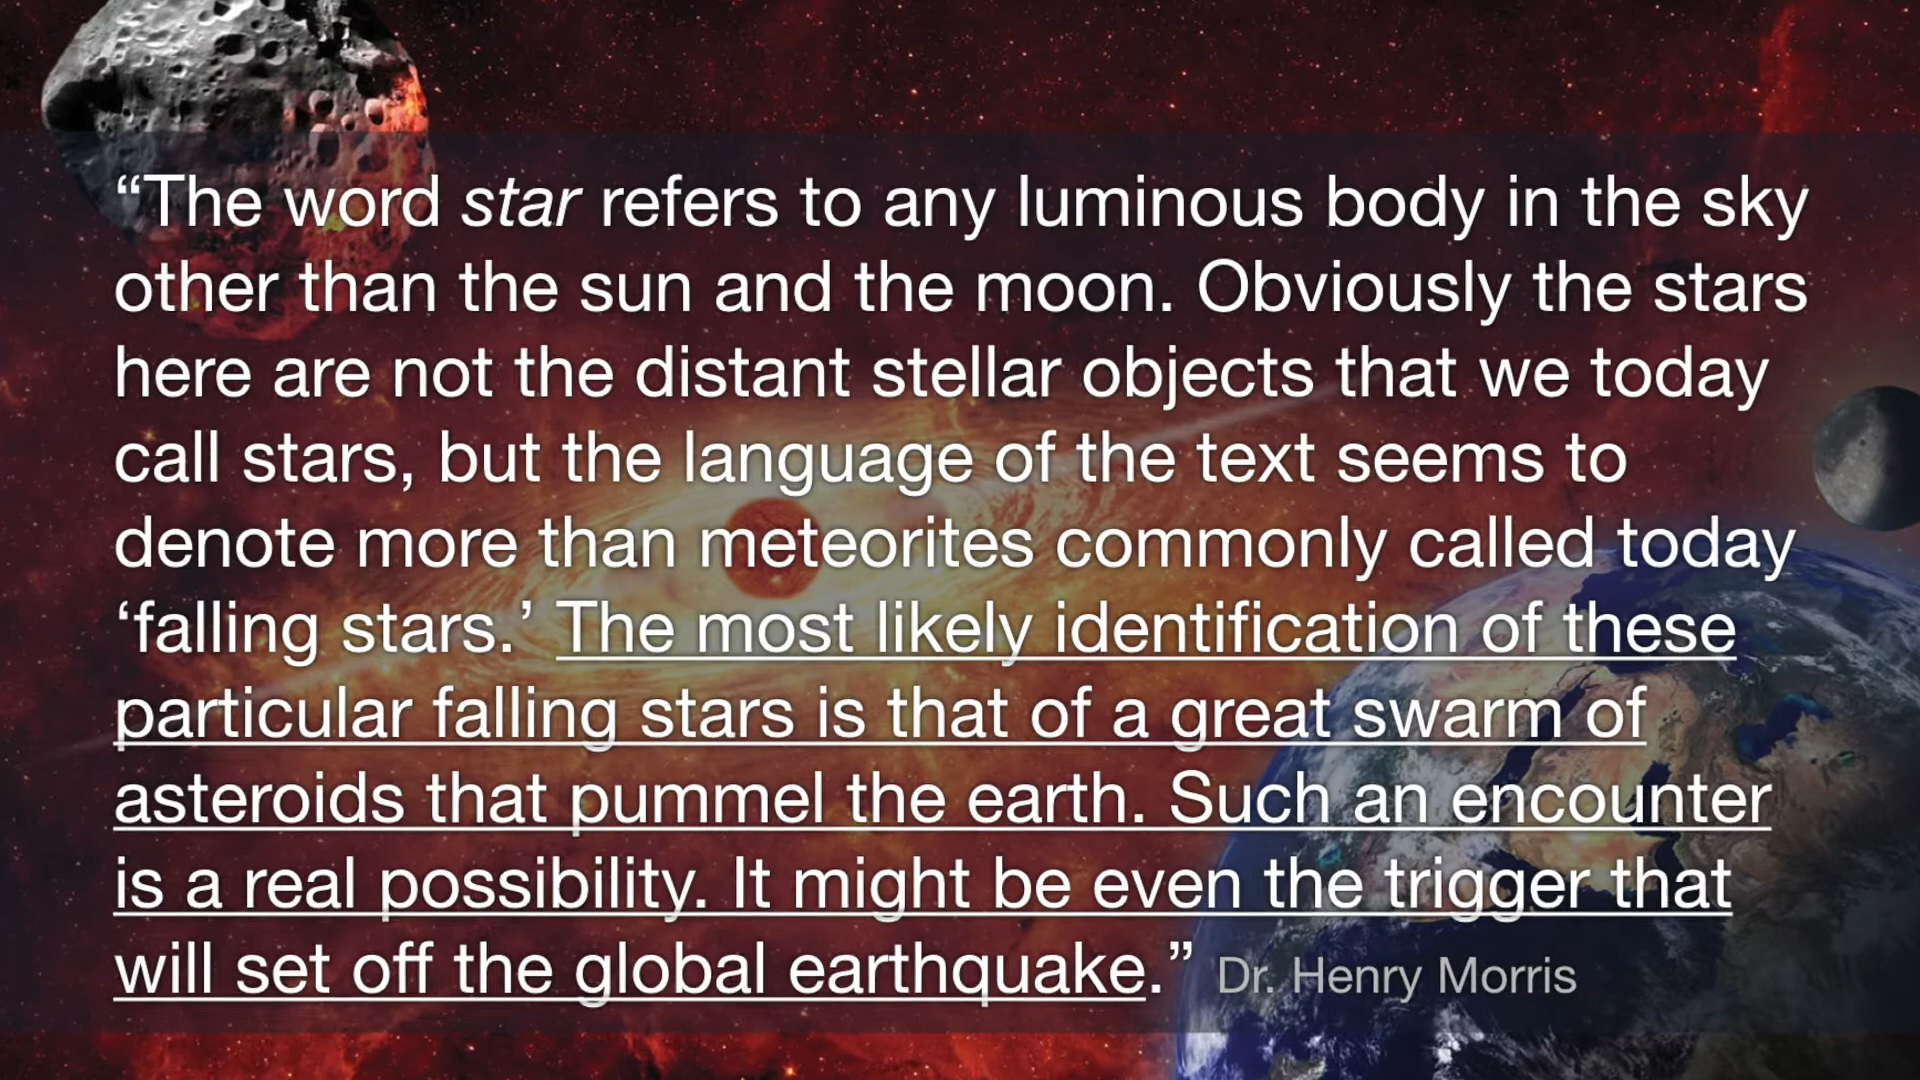 “The word star refers to any luminous body in the sky
other than the sun and the moon. Obviously the stars
here are not the distant stellar objects that we today
call stars, but the language of the text seems to
denote more than meteorites commonly called today
‘falling stars.’ The most likely identification of these
particular falling stars is that of a great swarm of
asteroids that pummel the earth. Such an encounter
is a real possibility. It might be even the trigger that
will set off the global earthquake.” Dr. Henry Morris